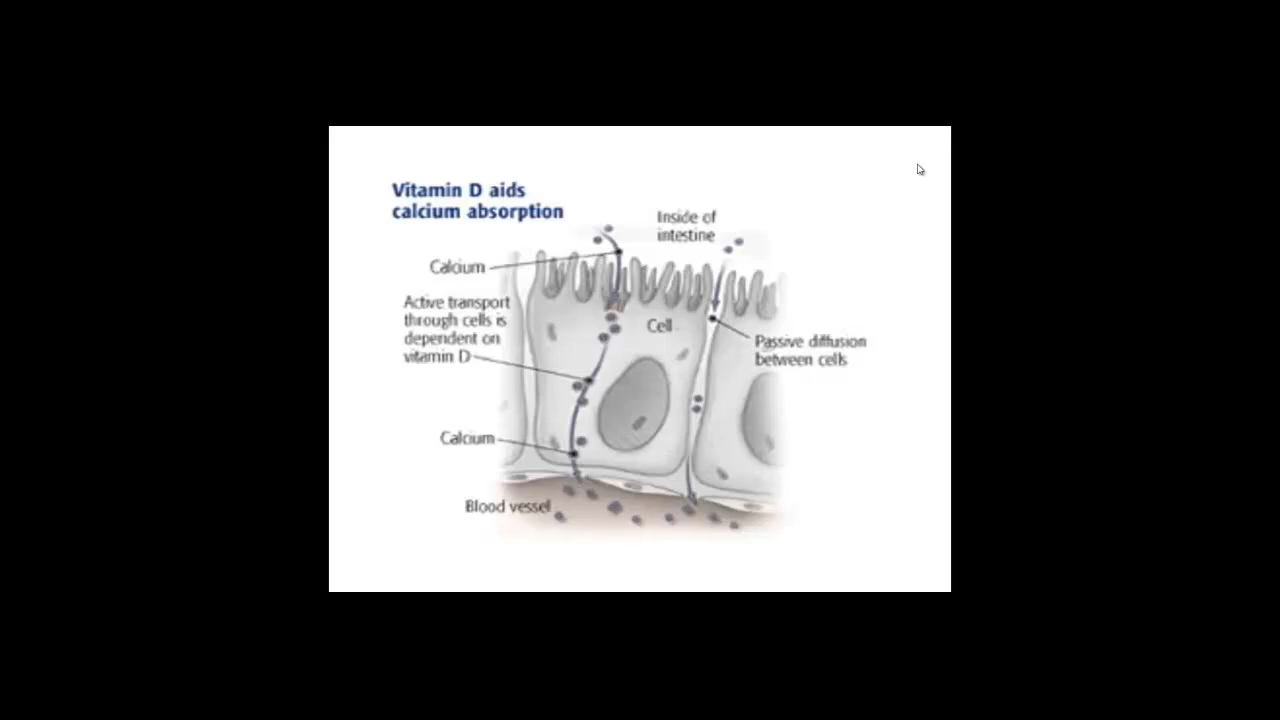 Vitamin D aids
calcium absorption
Inside of
intestine
Calcium
Active transport
through cells is
dependent on
vitamin D
Cell
Passive diffusion
between cells
Calcium
Blood vessel